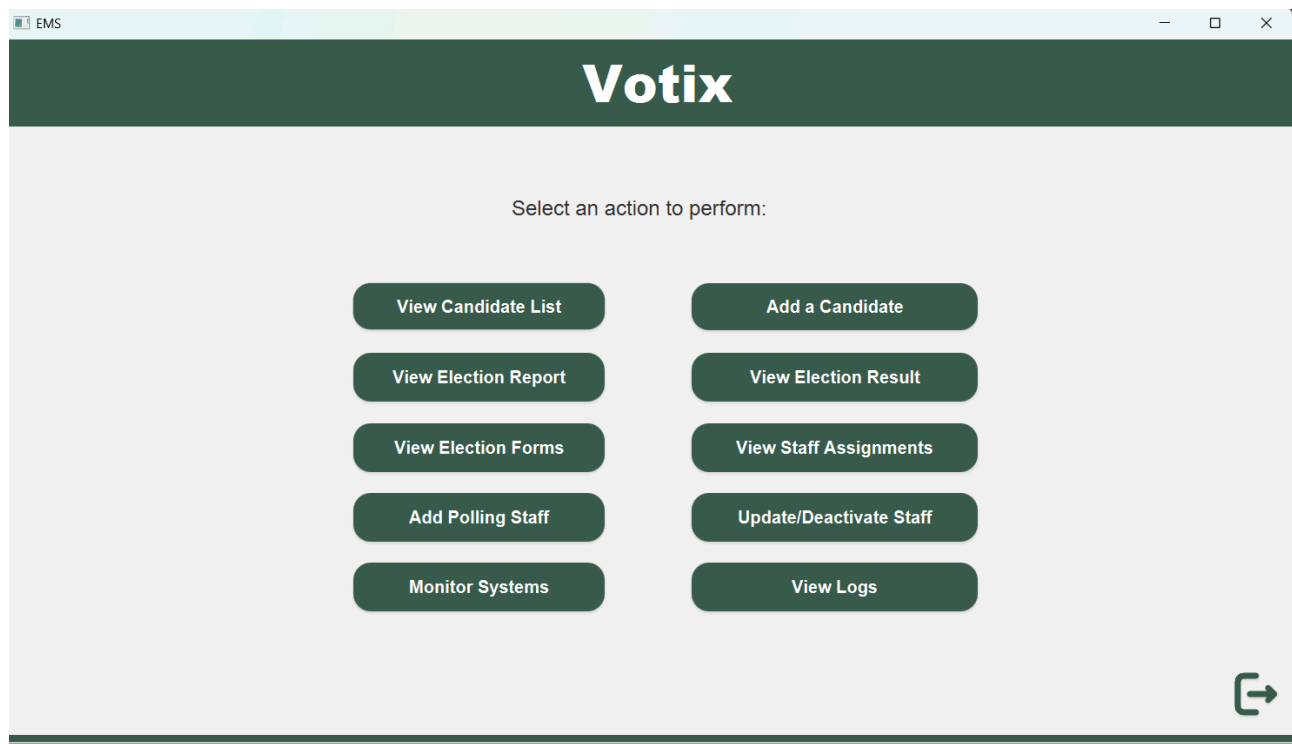 EMS
Votix
Select an action to perform:
View Candidate List
Add a Candidate
View Election Report
View Election Result
View Election Forms
View Staff Assignments
Add Polling Staff
Update/Deactivate Staff
Monitor Systems
View Logs